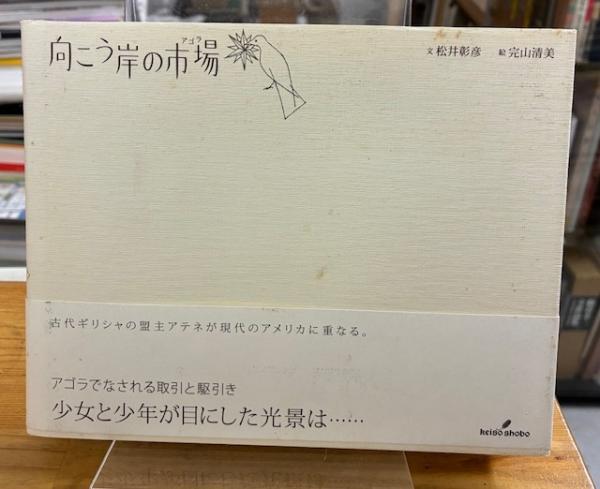 向こう岸の市場
アゴラ
文 松井彰彦 絵 完山清美
古代ギリシャの盟主アテネが現代のアメリカに重なる。
アゴラでなされる取引と駆引き
少女と少年が目にした光景は……
keiso shobo